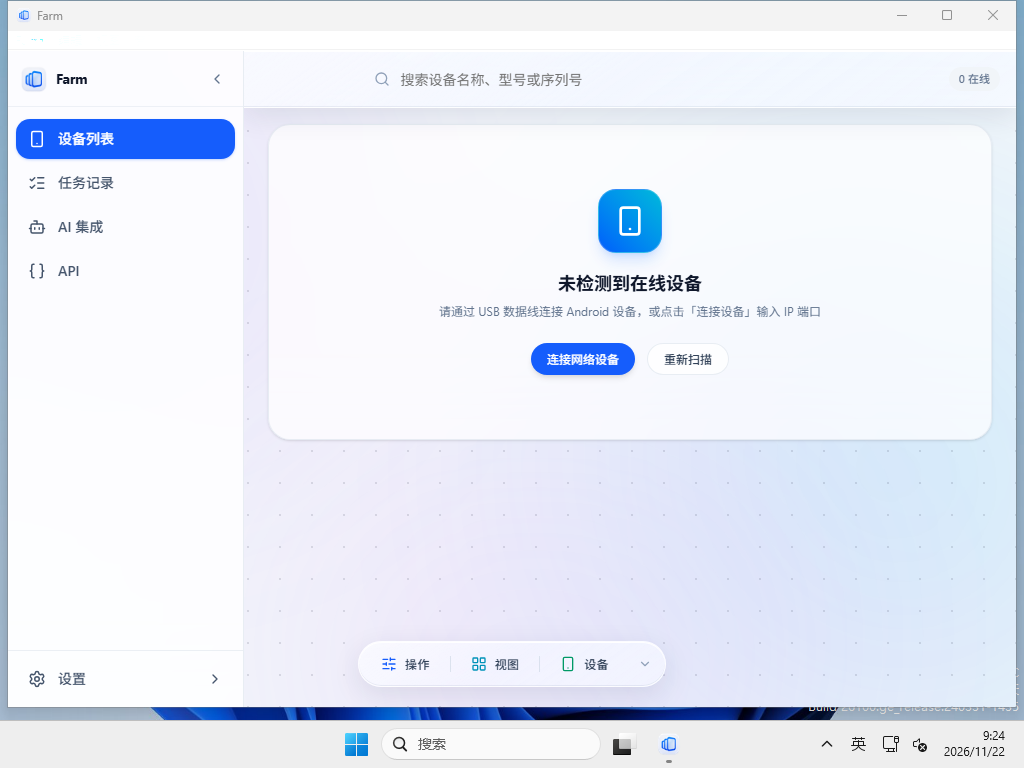 Farm
Farm
搜索设备名称、型号或序列号
0 在线
设备列表
任务记录
AI 集成
API
未检测到在线设备
请通过 USB 数据线连接 Android 设备，或点击「连接设备」输入 IP 端口
连接网络设备
重新扫描
操作
视图
设备
设置
搜索
英
9:24
2026/11/22